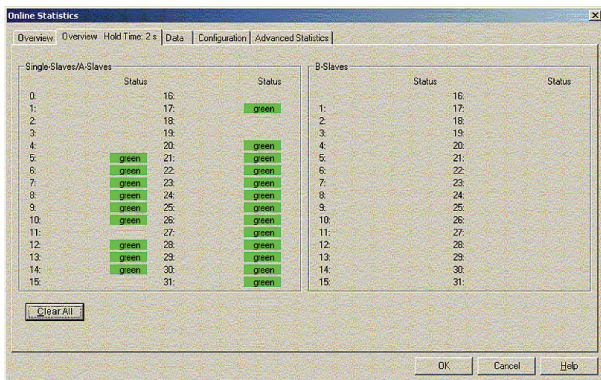 Online Statistics
Overview Overview Hold Time: 2 s Data Configuration Advanced Statistics
Single-Slaves/A-Slaves B-Slaves
Status Status Status Status
0: 16: 16:
1: 17: green 1: 17:
2: 18: 2: 18:
3: 19: 3: 19:
4: 20: green 4: 20:
5: green 21: green 5: 21:
6: green 22: green 6: 22:
7: green 23: green 7: 23:
8: green 24: green 8: 24:
9: green 25: green 9: 25:
10: green 26: green 10: 26:
11: 27: green 11: 27:
12: green 28: green 12: 28:
13: green 29: green 13: 29:
14: green 30: green 14: 30:
15: 31: green 15: 31:
Clear All
OK Cancel Help